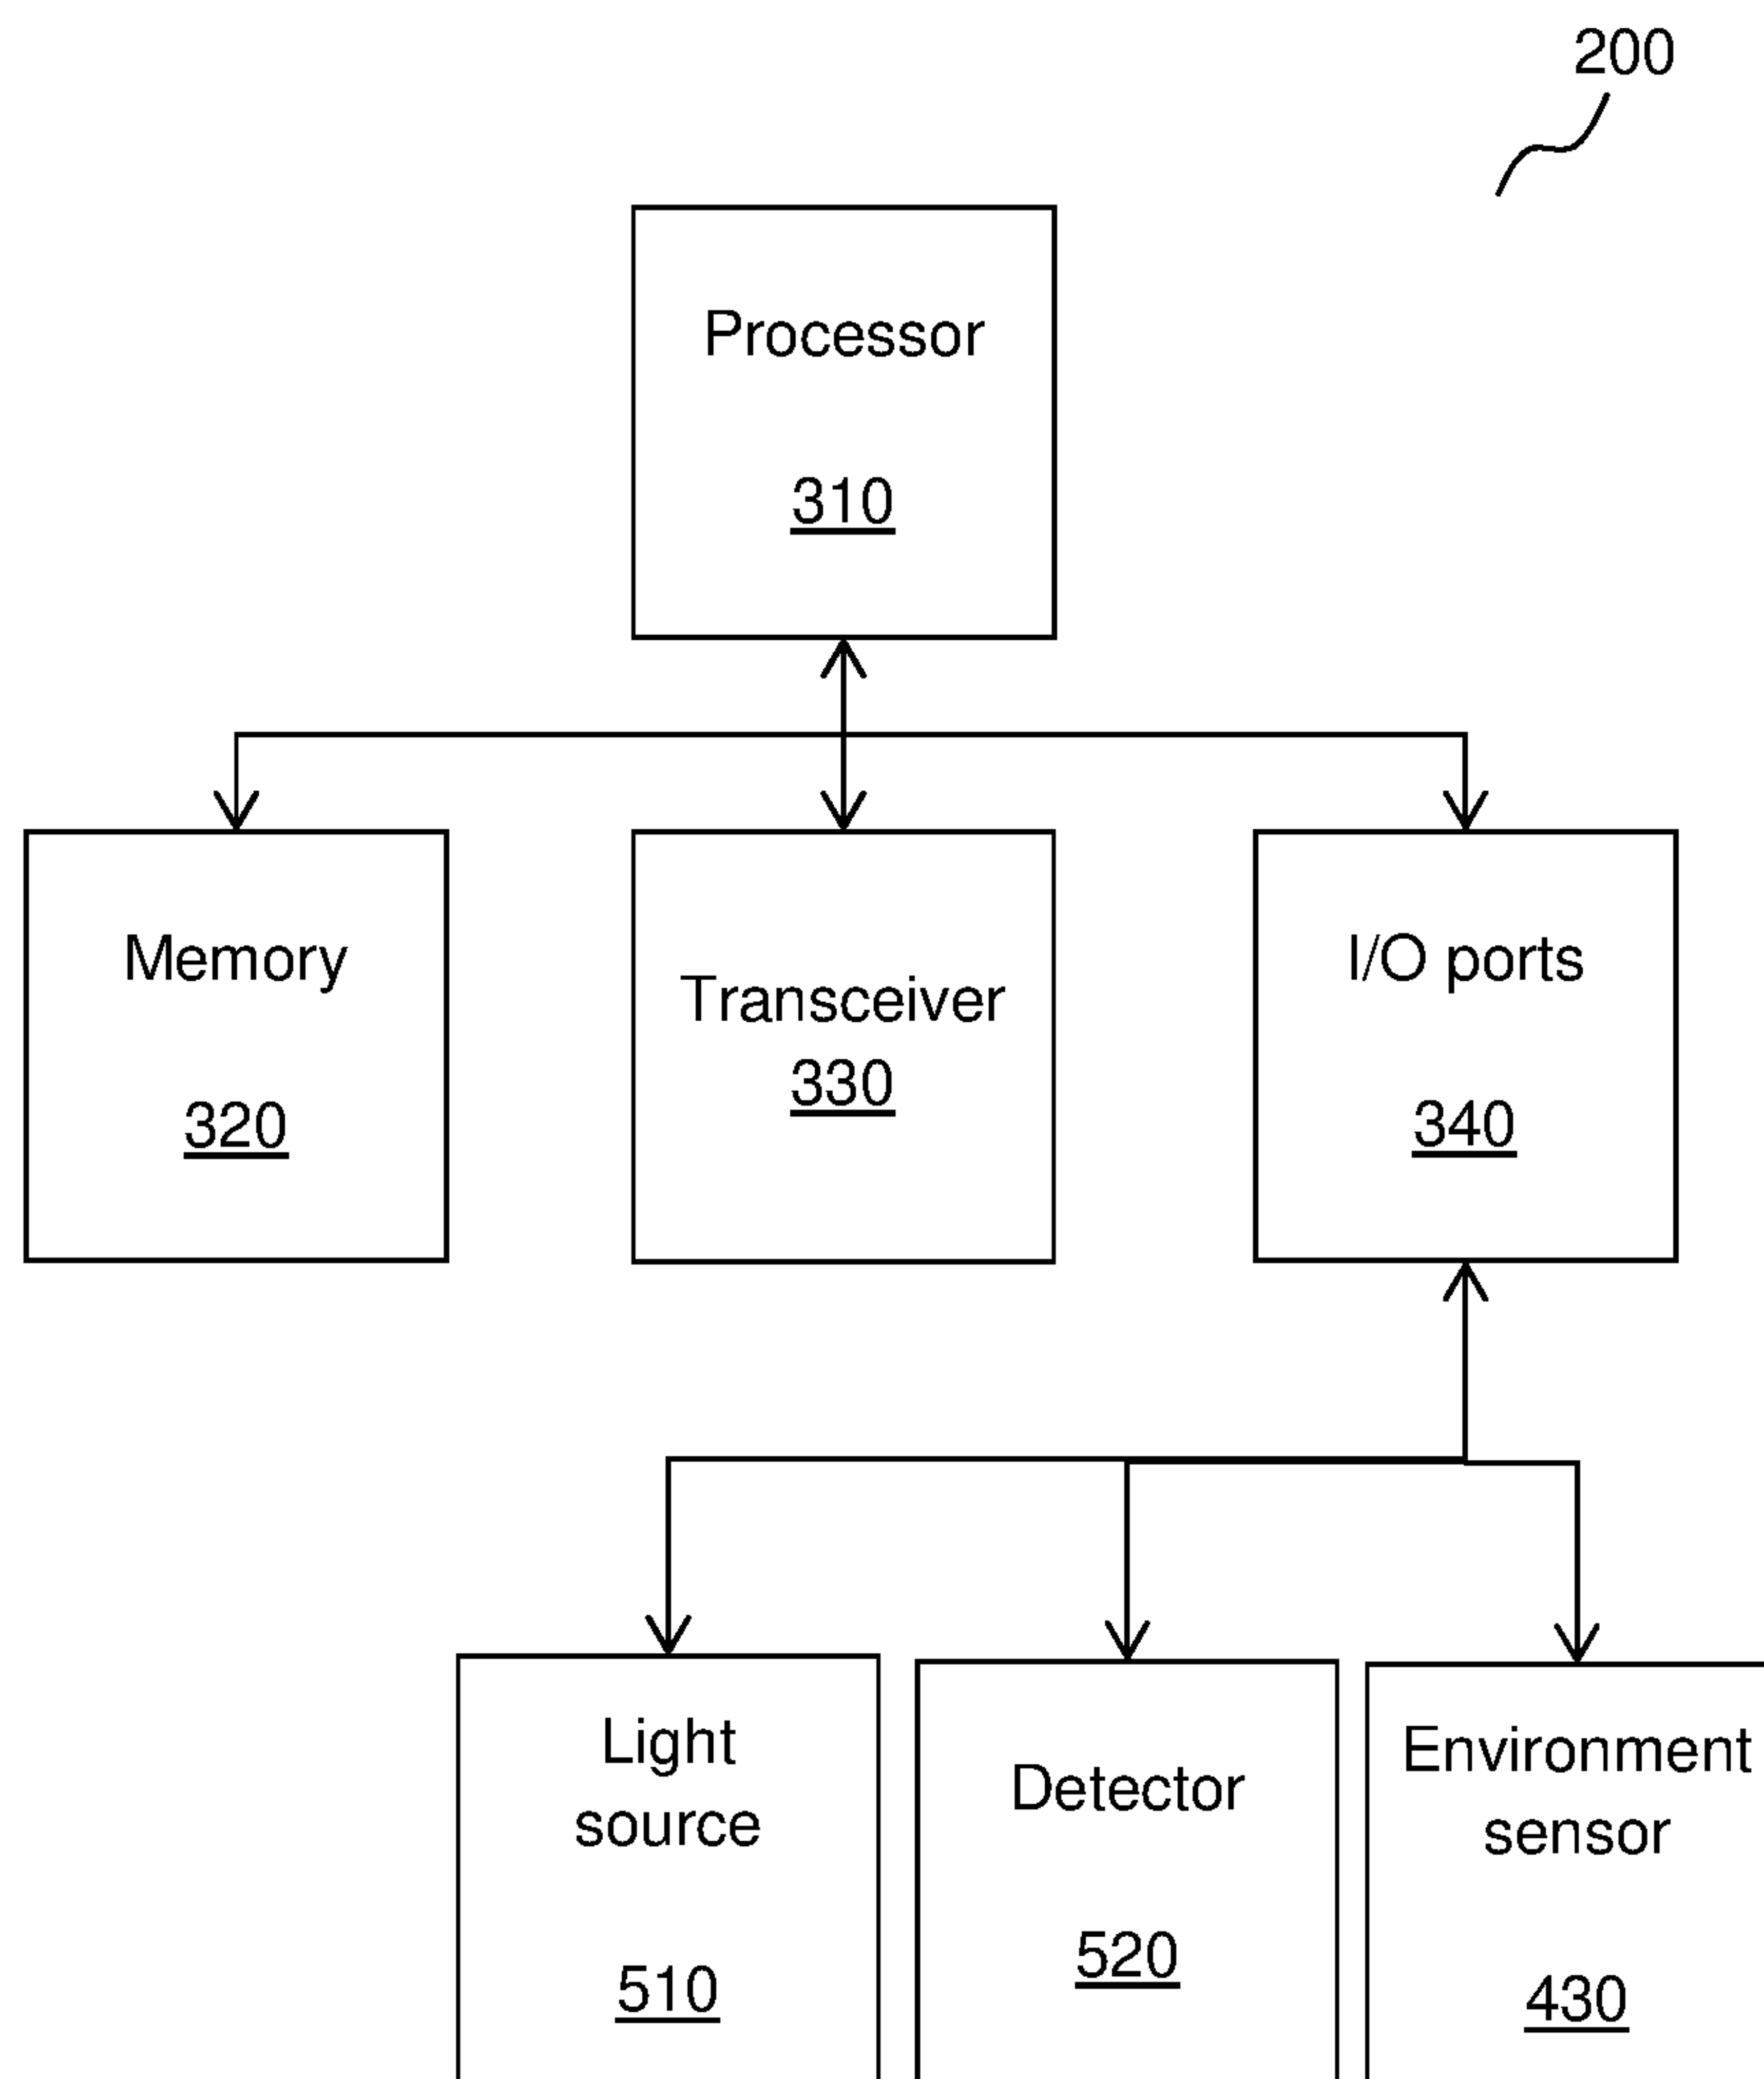 200
Processor
310
Memory
320
Transceiver
330
I/O ports
340
Light
source
510
Detector
520
Environment
sensor
430